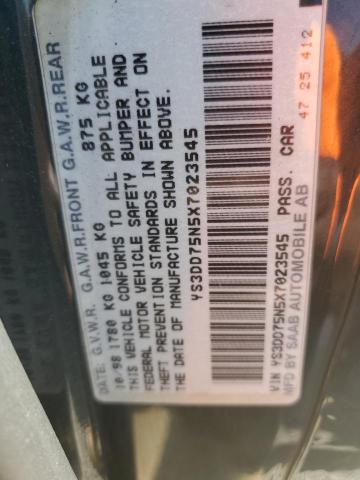 DATE: G.V.W.R. G.A.W.R.FRONT G.A.W.R.REAR
10/98 1780 KG 1045 KG 875 KG
THIS VEHICLE CONFORMS TO ALL APPLICABLE
FEDERAL MOTOR VEHICLE SAFETY BUMPER AND
THEFT PREVENTION STANDARDS IN EFFECT ON
THE DATE OF MANUFACTURE SHOWN ABOVE.
YS3DD75N5X7023545
VIN YS3DD75N5X7023545 PASS. CAR
MFG BY SAAB AUTOMOBILE AB
47 25 412